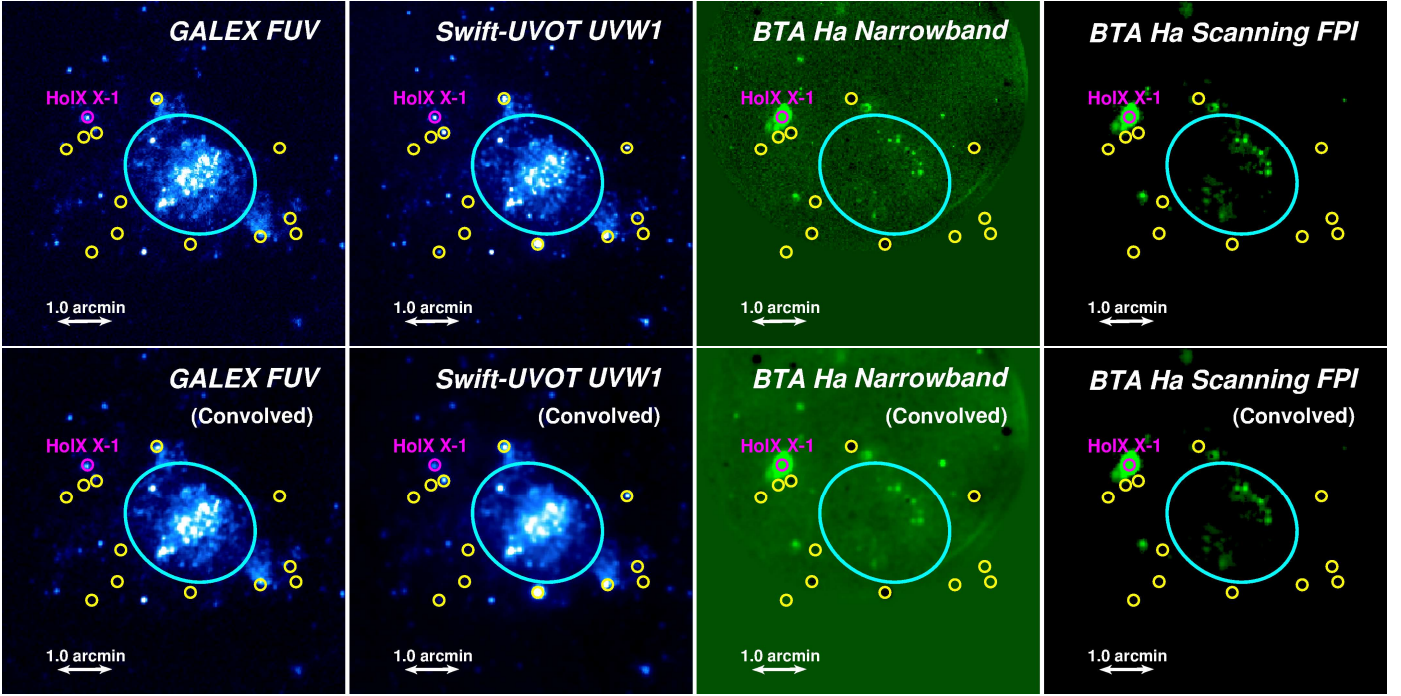 GALEX FUV
HolX X-1
1.0 arcmin
Swift-UVOT UVW1
HolX X-1
1.0 arcmin
BTA Ha Narrowband
HolX X-1
1.0 arcmin
BTA Ha Scanning FPI
HolX X-1
1.0 arcmin
GALEX FUV
(Convolved)
HolX X-1
1.0 arcmin
Swift-UVOT UVW1
(Convolved)
HolX X-1
1.0 arcmin
BTA Ha Narrowband
(Convolved)
HolX X-1
1.0 arcmin
BTA Ha Scanning FPI
(Convolved)
HolX X-1
1.0 arcmin